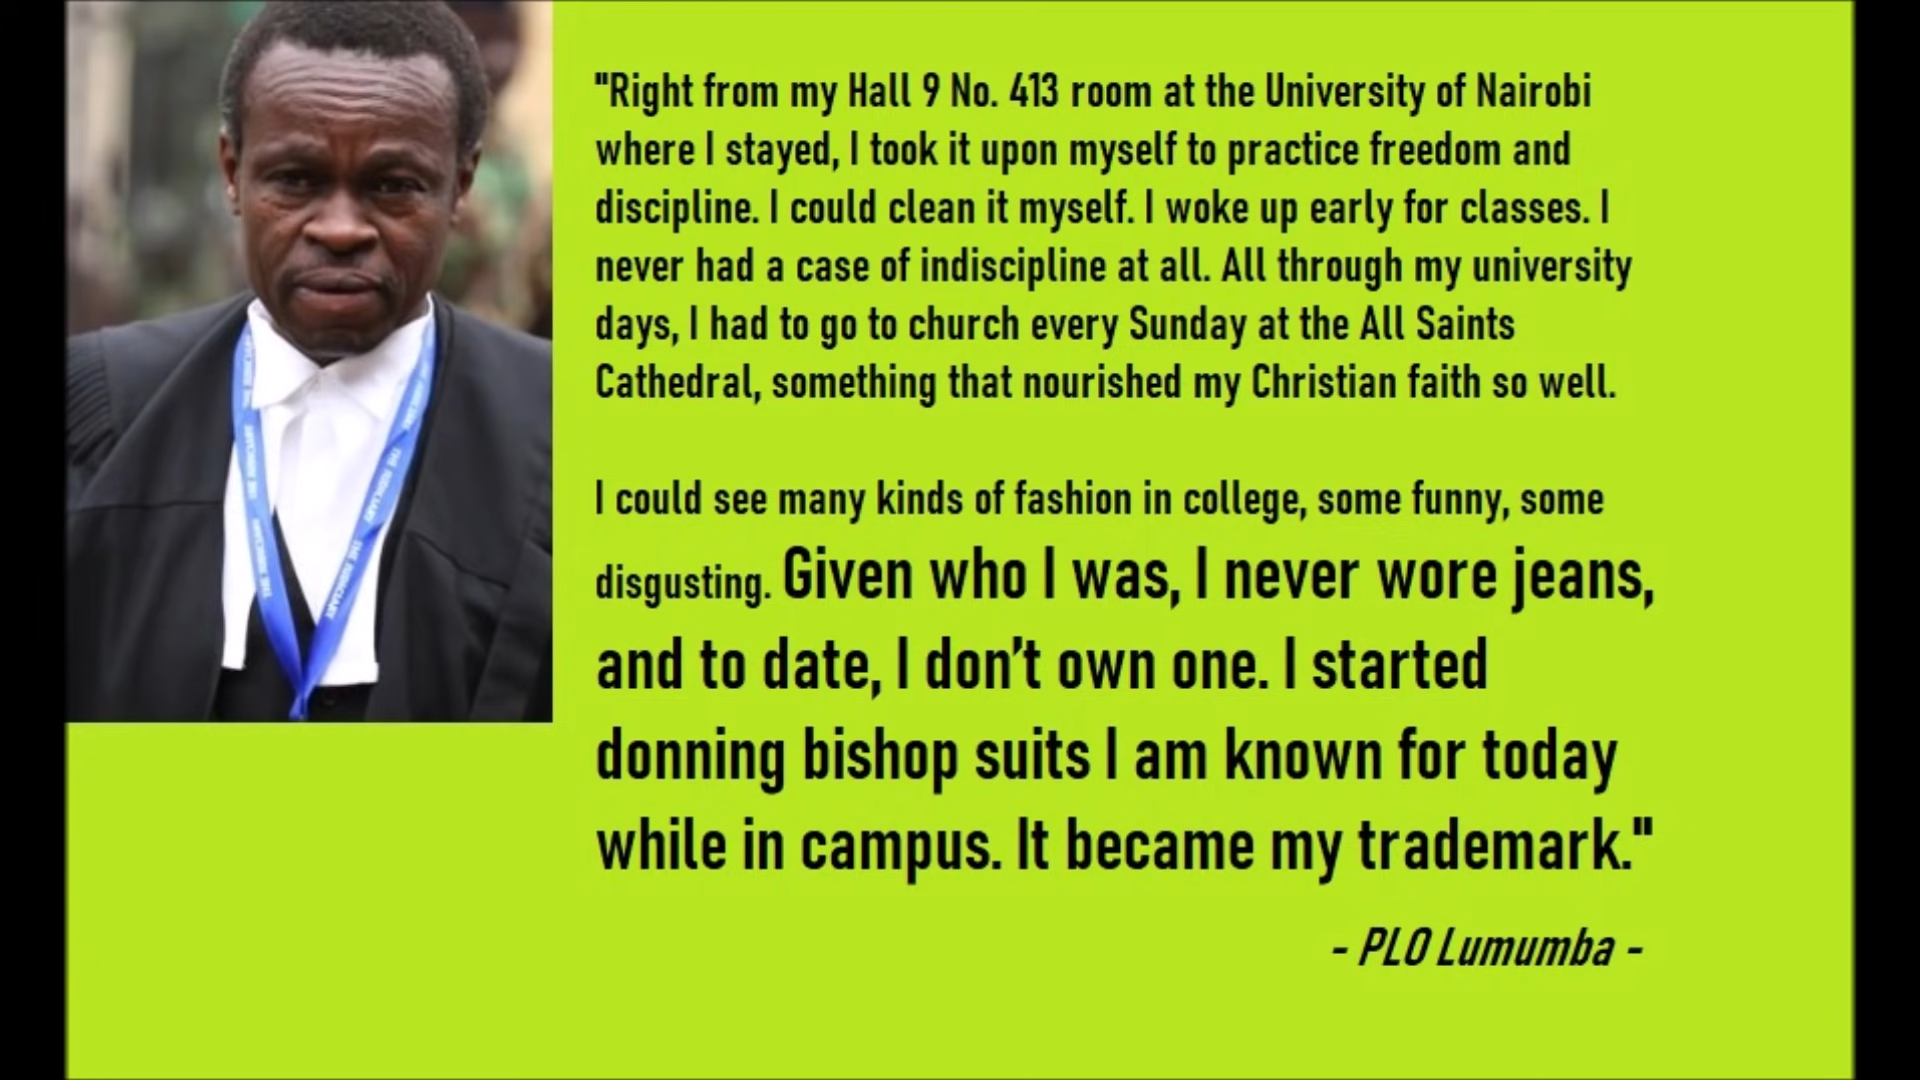 "Right from my Hall 9 No. 413 room at the University of Nairobi
where I stayed, I took it upon myself to practice freedom and
discipline. I could clean it myself. I woke up early for classes. I
never had a case of indiscipline at all. All through my university
days, I had to go to church every Sunday at the All Saints
Cathedral, something that nourished my Christian faith so well.
I could see many kinds of fashion in college, some funny, some
disgusting. Given who I was, I never wore jeans,
and to date, I don't own one. I started
donning bishop suits I am known for today
while in campus. It became my trademark."
- PLO Lumumba -
THE JUDICIARY
THE JUDICIARY